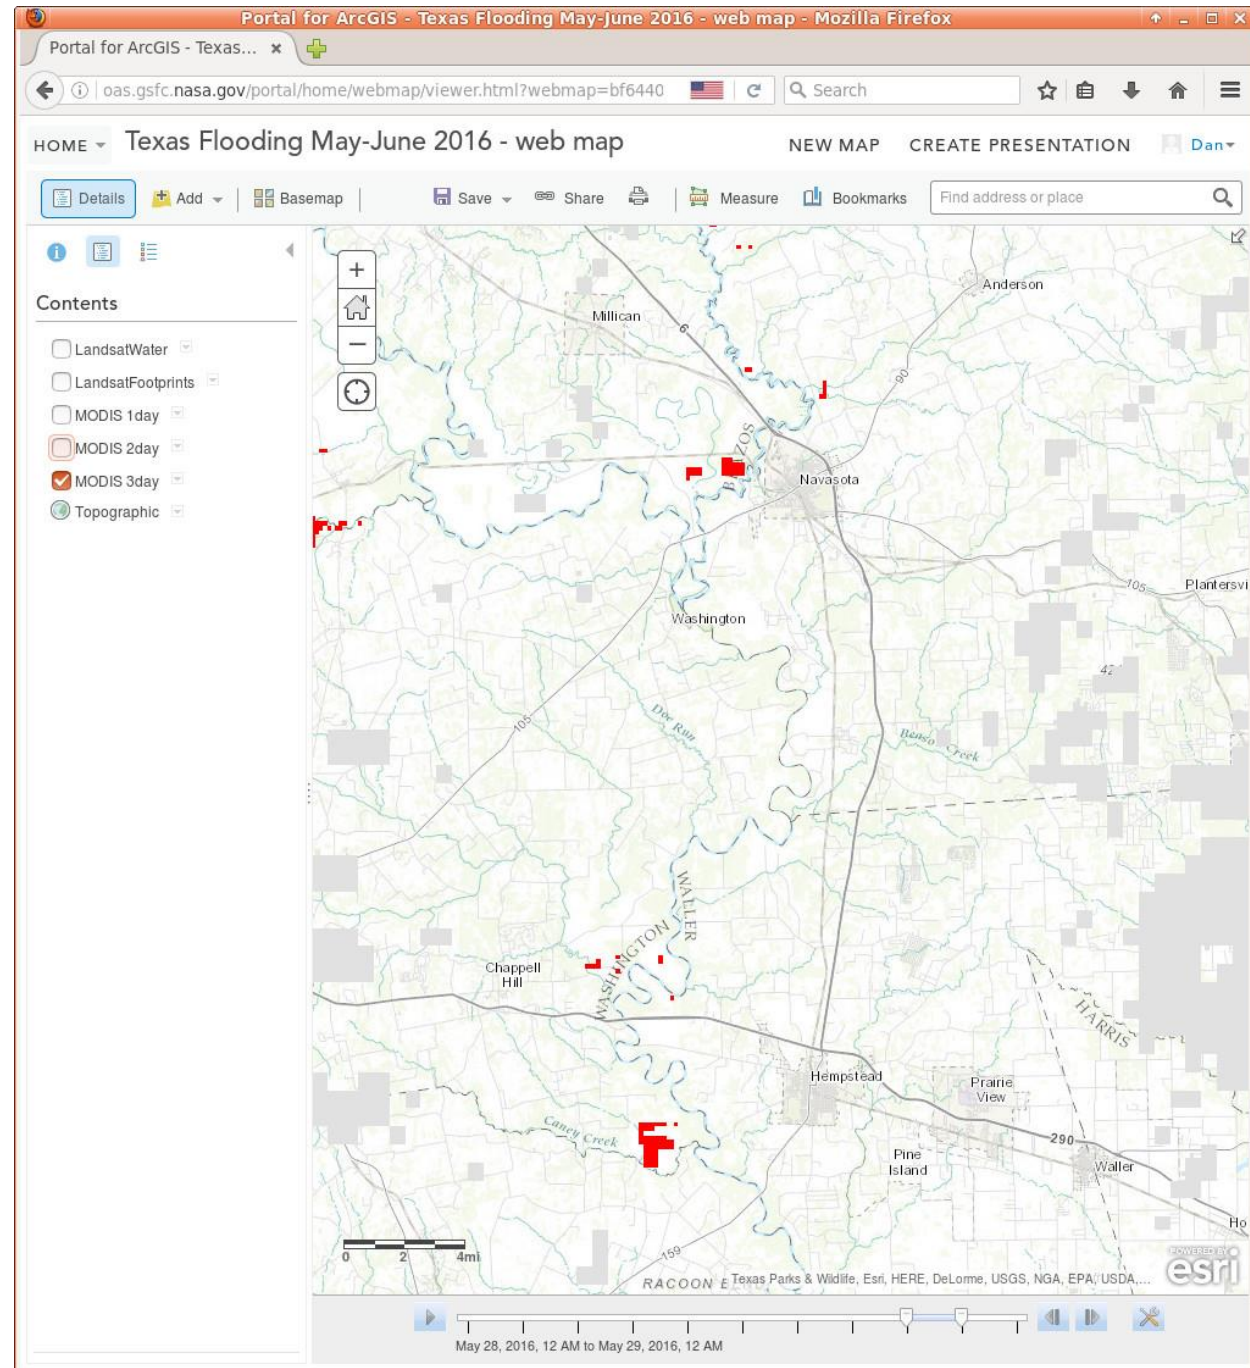 Portal for ArcGIS - Texas Flooding May-June 2016 - web map - Mozilla Firefox
Portal for ArcGIS - Texas...
oas.gsfc.nasa.gov/portal/home/webmap/viewer.html?webmap=bf6440
Search
HOME
Texas Flooding May-June 2016 - web map
NEW MAP
CREATE PRESENTATION
Dan
Details
Add
Basemap
Save
Share
Measure
Bookmarks
Find address or place
Contents
LandsatWater
LandsatFootprints
MODIS 1day
MODIS 2day
MODIS 3day
Topographic
Anderson
Millican
6
90
BRAZOS
Navasota
105
Plantersvi
Washington
Doe Run
105
Creek
WALLER
WASHINGTON
Chappell
Hill
HARRIS
Hempstead
Prairie
View
Caney Creek
290
Pine
Island
Waller
Ho
0 2 4mi
159
RACOON
Texas Parks & Wildlife, Esri, HERE, DeLorme, USGS, NGA, EPA, USDA,...
POWERED BY
esri
May 28, 2016, 12 AM to May 29, 2016, 12 AM